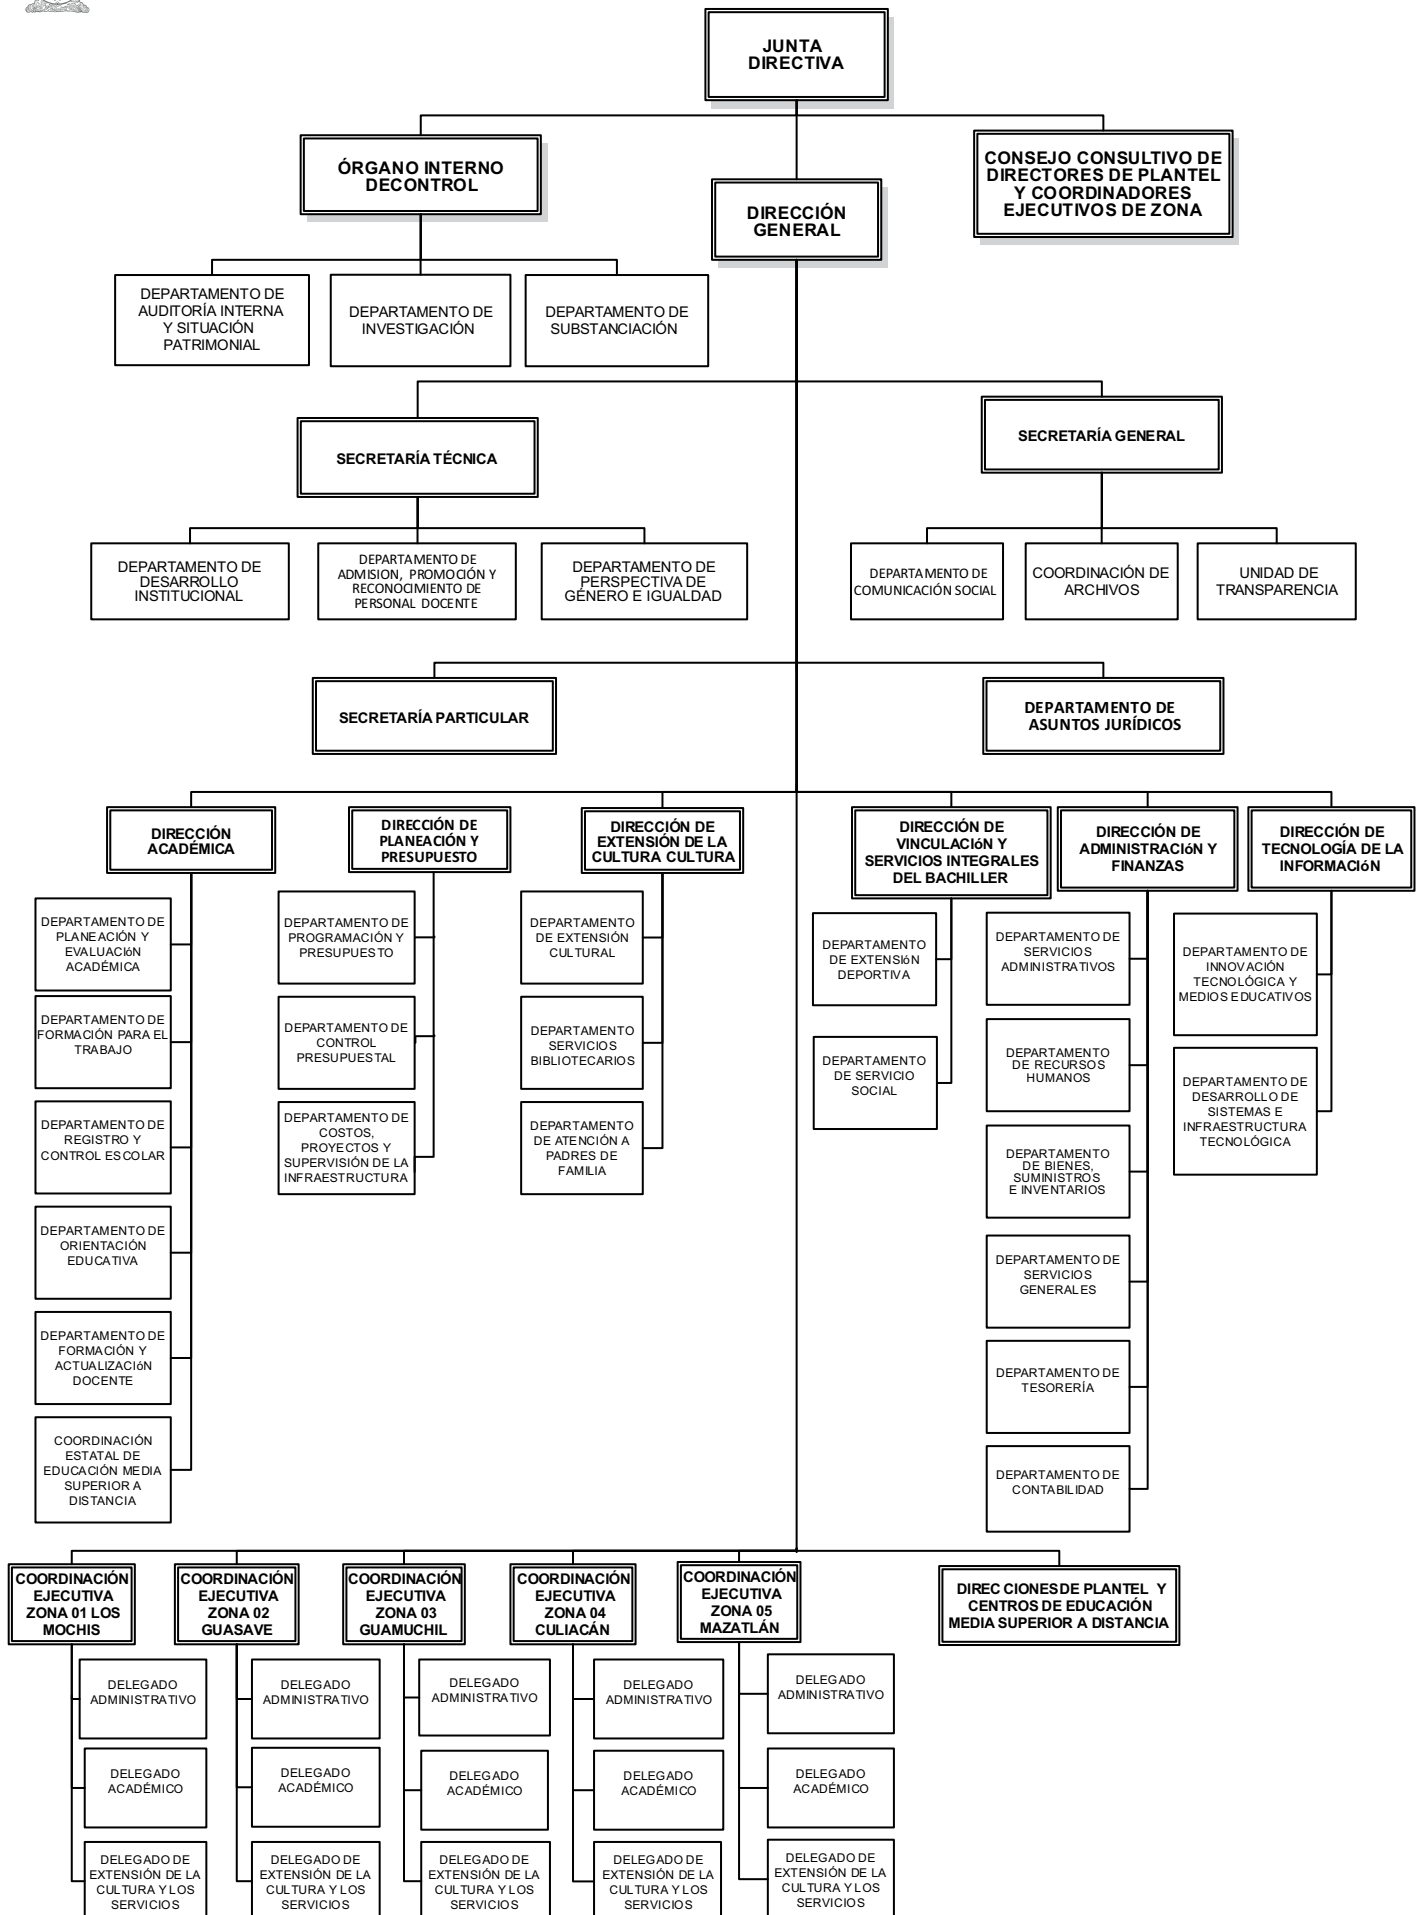 JUNTA
DIRECTIVA
ÓRGANO INTERNO
DECONTROL
CONSEJO CONSULTIVO DE
DIRECTORES DE PLANTEL
Y COORDINADORES
EJECUTIVOS DE ZONA
DIRECCIÓN
GENERAL
DEPARTAMENTO DE
AUDITORÍA INTERNA
Y SITUACIÓN
PATRIMONIAL
DEPARTAMENTO DE
INVESTIGACIÓN
DEPARTAMENTO DE
SUBSTANCIACIÓN
SECRETARÍA TÉCNICA
SECRETARÍA GENERAL
DEPARTAMENTO DE
DESARROLLO
INSTITUCIONAL
DEPARTAMENTO DE
ADMISION, PROMOCIÓN Y
RECONOCIMIENTO DE
PERSONAL DOCENTE
DEPARTAMENTO DE
PERSPECTIVA DE
GÉNERO E IGUALDAD
DEPARTAMENTO DE
COMUNICACIÓN SOCIAL
COORDINACIÓN DE
ARCHIVOS
UNIDAD DE
TRANSPARENCIA
SECRETARÍA PARTICULAR
DEPARTAMENTO DE
ASUNTOS JURÍDICOS
DIRECCIÓN
ACADÉMICA
DIRECCIÓN DE
PLANEACIÓN Y
PRESUPUESTO
DIRECCIÓN DE
EXTENSIÓN DE LA
CULTURA CULTURA
DIRECCIÓN DE
VINCULACIóN Y
SERVICIOS INTEGRALES
DEL BACHILLER
DIRECCIÓN DE
ADMINISTRACIóN Y
FINANZAS
DIRECCIÓN DE
TECNOLOGÍA DE LA
INFORMACIóN
DEPARTAMENTO DE
PLANEACIÓN Y
EVALUACIóN
ACADÉMICA
DEPARTAMENTO DE
FORMACIÓN PARA EL
TRABAJO
DEPARTAMENTO DE
REGISTRO Y
CONTROL ESCOLAR
DEPARTAMENTO DE
ORIENTACIÓN
EDUCATIVA
DEPARTAMENTO DE
FORMACIÓN Y
ACTUALIZACIóN
DOCENTE
COORDINACIÓN
ESTATAL DE
EDUCACIÓN MEDIA
SUPERIOR A
DISTANCIA
DEPARTAMENTO DE
PROGRAMACIÓN Y
PRESUPUESTO
DEPARTAMENTO DE
CONTROL
PRESUPUESTAL
DEPARTAMENTO DE
COSTOS,
PROYECTOS Y
SUPERVISIÓN DE LA
INFRAESTRUCTURA
DEPARTAMENTO
DE EXTENSIÓN
CULTURAL
DEPARTAMENTO
SERVICIOS
BIBLIOTECARIOS
DEPARTAMENTO
DE ATENCIÓN A
PADRES DE
FAMILIA
DEPARTAMENTO
DE EXTENSIóN
DEPORTIVA
DEPARTAMENTO
DE SERVICIO
SOCIAL
DEPARTAMENTO DE
SERVICIOS
ADMINISTRATIVOS
DEPARTAMENTO
DE RECURSOS
HUMANOS
DEPARTAMENTO
DE BIENES,
SUMINISTROS
E INVENTARIOS
DEPARTAMENTO DE
SERVICIOS
GENERALES
DEPARTAMENTO DE
TESORERÍA
DEPARTAMENTO DE
CONTABILIDAD
DEPARTAMENTO DE
INNOVACIÓN
TECNOLÓGICA Y
MEDIOS EDUCATIVOS
DEPARTAMENTO DE
DESARROLLO DE
SISTEMAS E
INFRAESTRUCTURA
TECNOLÓGICA
COORDINACIÓN
EJECUTIVA
ZONA 01 LOS
MOCHIS
COORDINACIÓN
EJECUTIVA
ZONA 02
GUASAVE
COORDINACIÓN
EJECUTIVA
ZONA 03
GUAMUCHIL
COORDINACIÓN
EJECUTIVA
ZONA 04
CULIACÁN
COORDINACIÓN
EJECUTIVA
ZONA 05
MAZATLÁN
DIREC CIONES DE PLANTEL Y
CENTROS DE EDUCACIÓN
MEDIA SUPERIOR A DISTANCIA
DELEGADO
ADMINISTRATIVO
DELEGADO
ACADÉMICO
DELEGADO DE
EXTENSIÓN DE LA
CULTURA Y LOS
SERVICIOS
DELEGADO
ADMINISTRATIVO
DELEGADO
ACADÉMICO
DELEGADO DE
EXTENSIÓN DE LA
CULTURA Y LOS
SERVICIOS
DELEGADO
ADMINISTRATIVO
DELEGADO
ACADÉMICO
DELEGADO DE
EXTENSIÓN DE LA
CULTURA Y LOS
SERVICIOS
DELEGADO
ADMINISTRATIVO
DELEGADO
ACADÉMICO
DELEGADO DE
EXTENSIÓN DE LA
CULTURA Y LOS
SERVICIOS
DELEGADO
ADMINISTRATIVO
DELEGADO
ACADÉMICO
DELEGADO DE
EXTENSIÓN DE LA
CULTURA Y LOS
SERVICIOS